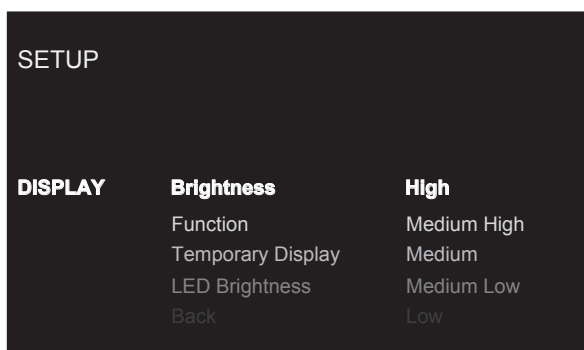 SETUP
DISPLAY Brightness High
Function Medium High
Temporary Display Medium
LED Brightness Medium Low
Back Low